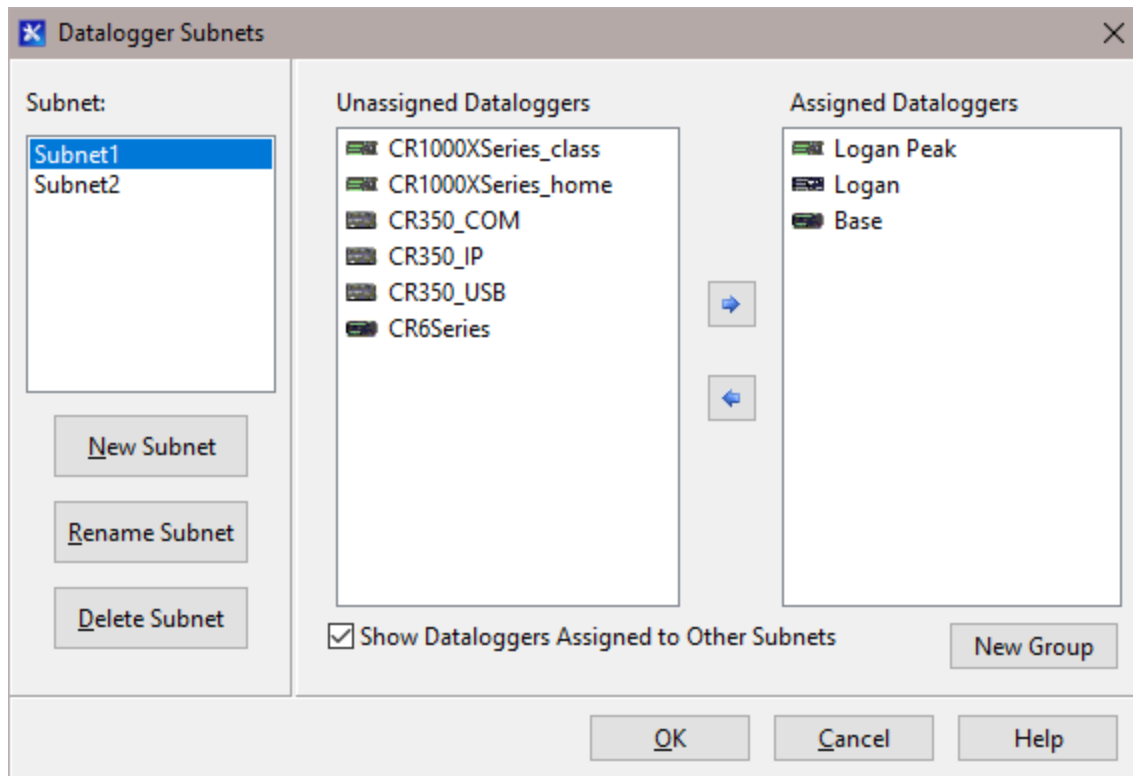 Datalogger Subnets
Subnet:
Subnet1
Subnet2
New Subnet
Rename Subnet
Delete Subnet
Unassigned Dataloggers
CR1000XSeries_class
CR1000XSeries_home
CR350_COM
CR350_IP
CR350_USB
CR6Series
Assigned Dataloggers
Logan Peak
Logan
Base
Show Dataloggers Assigned to Other Subnets
New Group
OK
Cancel
Help